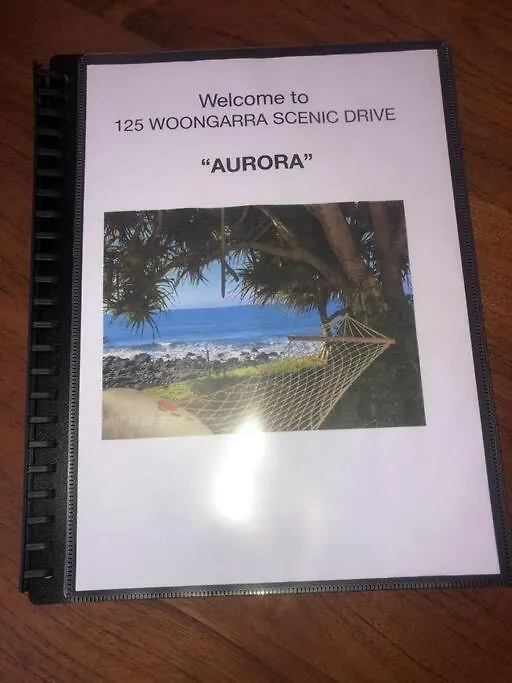 Welcome to
125 WOONGARRA SCENIC DRIVE
“AURORA”